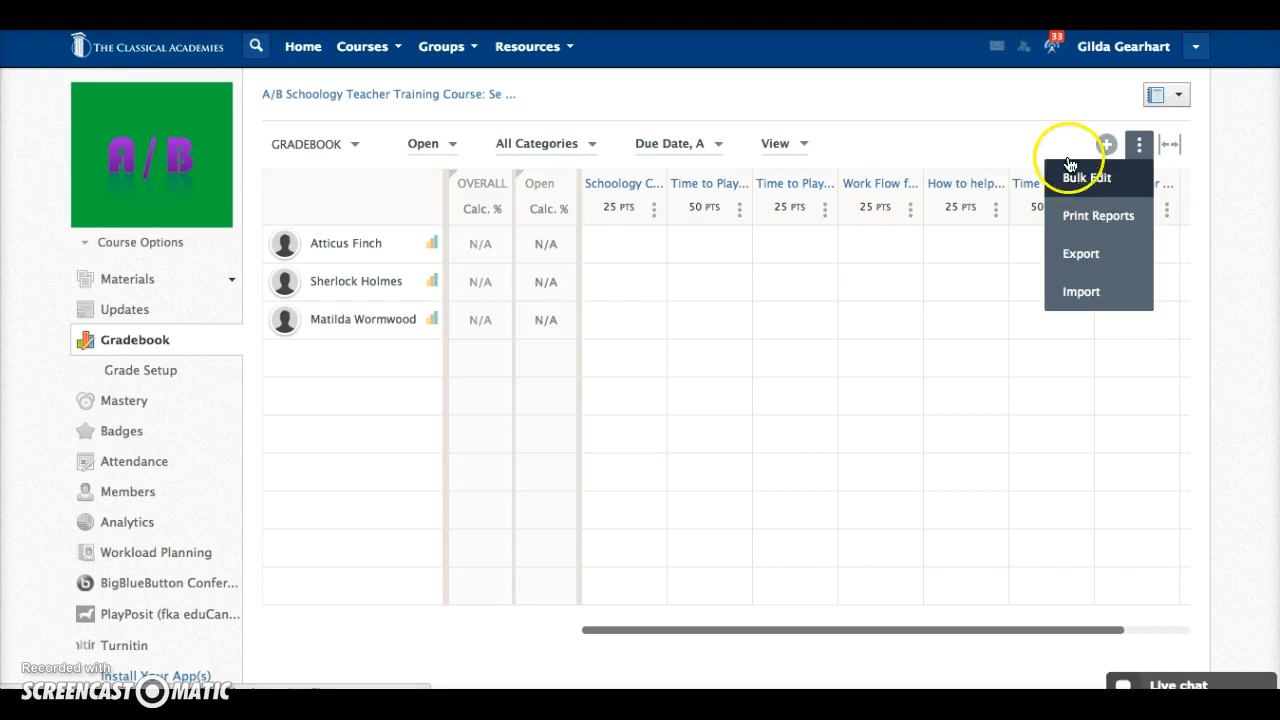 THE CLASSICAL ACADEMIES
Home Courses Groups Resources
33
Gilda Gearhart
A/B
A/B Schoology Teacher Training Course: Se ...
GRADEBOOK Open All Categories Due Date, A View
Bulk Edit
Print Reports
Export
Import
OVERALL Open Schoology C... Time to Play... Time to Play... Work Flow f... How to help... Time
Calc. % Calc. % 25 PTS 50 PTS 25 PTS 25 PTS 25 PTS 50
Atticus Finch N/A N/A
Sherlock Holmes N/A N/A
Matilda Wormwood N/A N/A
Course Options
Materials
Updates
Gradebook
Grade Setup
Mastery
Badges
Attendance
Members
Analytics
Workload Planning
BigBlueButton Confer...
PlayPosit (fka eduCan...
Turnitin
Install Your App(s)
Recorded with
SCREENCAST MATIC
Live chat